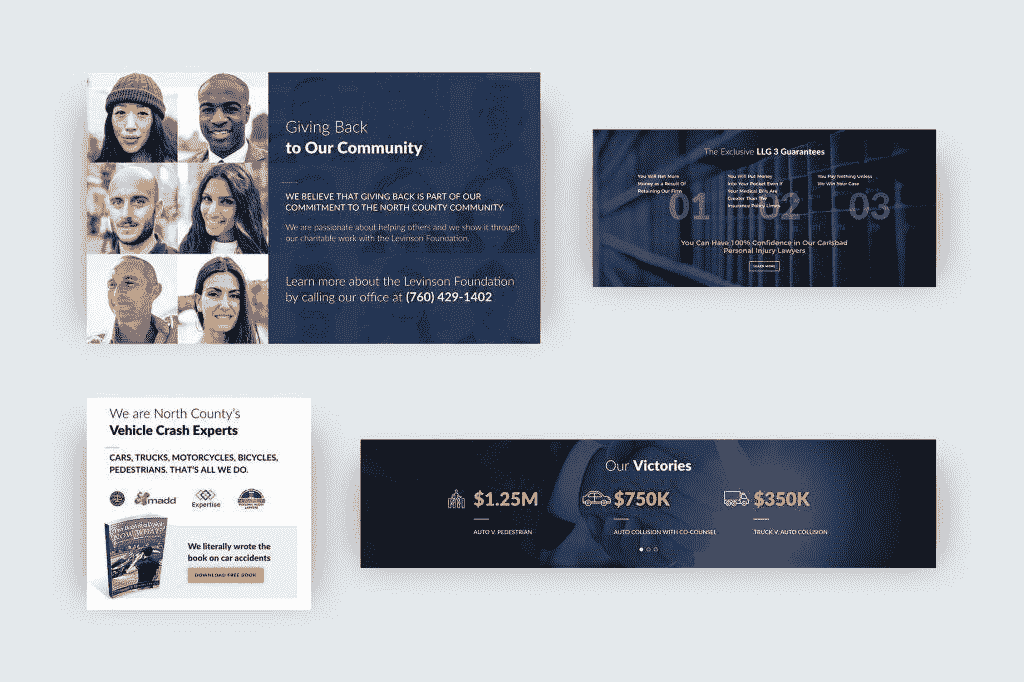 Giving Back
to Our Community
WE BELIEVE THAT GIVING BACK IS PART OF OUR
COMMITMENT TO THE NORTH COUNTY COMMUNITY.
We are passionate about helping others and we show it through
our charitable work with the Levinson Foundation.
Learn more about the Levinson Foundation
by calling our office at (760) 429-1402
The Exclusive LLG 3 Guarantees
You Will Net More
Money as a Result Of
Retaining Our Firm
01
You Will Put Money
Into Your Pocket Even if
Your Medical Bills Are
Greater Than The
Insurance Policy Limits
02
You Pay Nothing Unless
We Win Your Case
03
You Can Have 100% Confidence in Our Carlsbad
Personal Injury Lawyers
LEARN MORE
We are North County's
Vehicle Crash Experts
CARS, TRUCKS, MOTORCYCLES, BICYCLES,
PEDESTRIANS. THAT'S ALL WE DO.
madd
Expertise
We literally wrote the
book on car accidents
DOWNLOAD FREE BOOK
Our Victories
$1.25M
AUTO V. PEDESTRIAN
$750K
AUTO COLLISION WITH CO-COUNSEL
$350K
TRUCK V. AUTO COLLISION